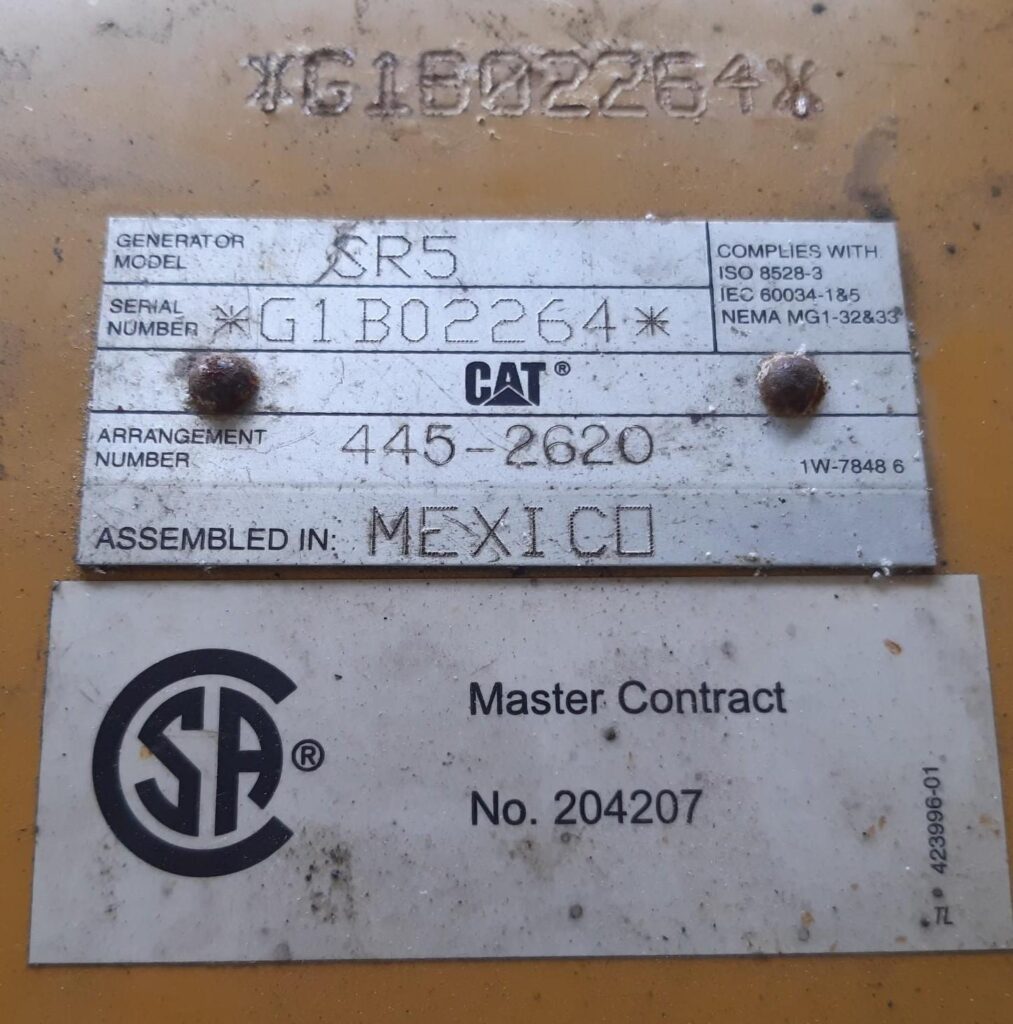 *G1B02264*
GENERATOR MODEL SR5
SERIAL NUMBER *G1B02264*
COMPLIES WITH
ISO 8528-3
IEC 60034-1&5
NEMA MG1-32&33
CAT®
ARRANGEMENT NUMBER 445-2620
1W-7848 6
ASSEMBLED IN: MEXICO
CSA®
Master Contract
No. 204207
423996-01
TL